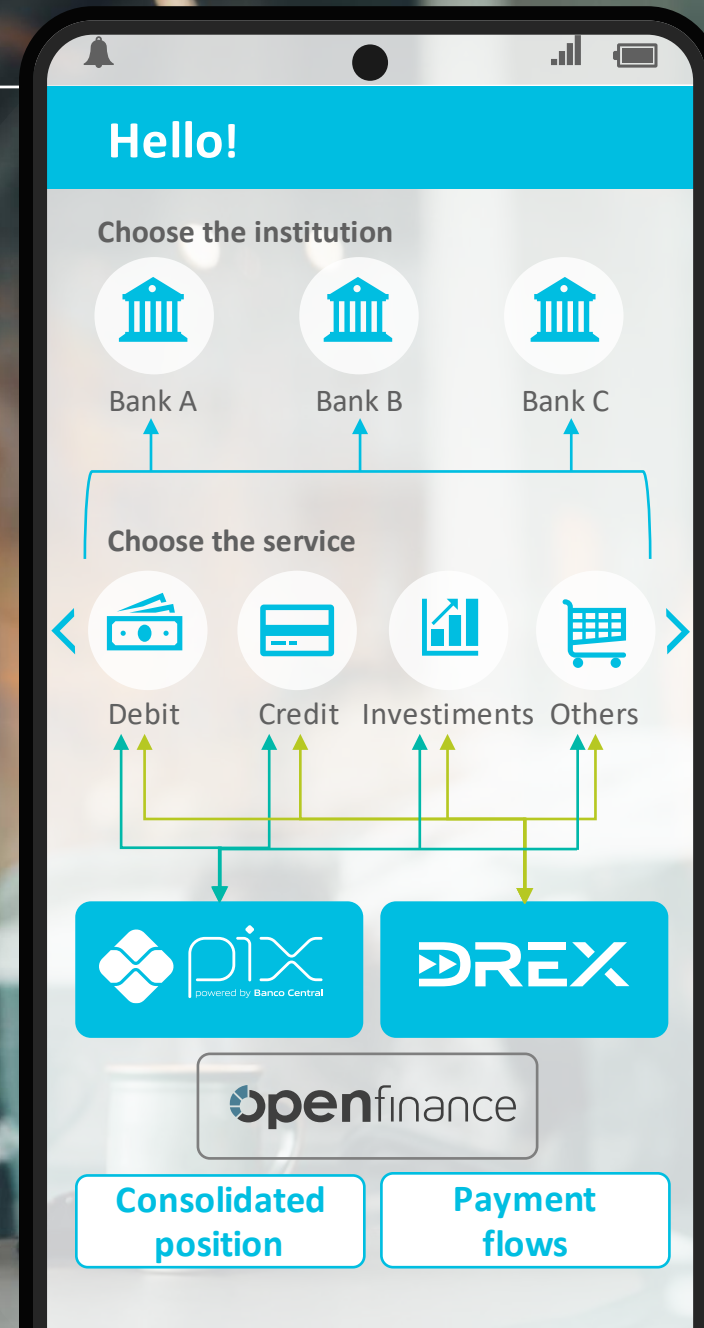 Hello!
Choose the institution
Bank A Bank B Bank C
Choose the service
Debit Credit Investiments Others
pix
powered by Banco Central
DREX
openfinance
Consolidated
position
Payment
flows